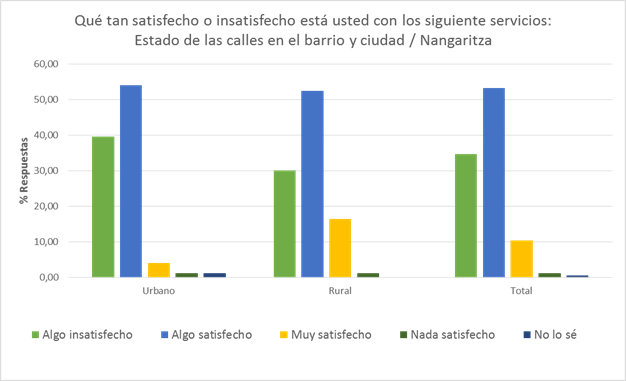 Qué tan satisfecho o insatisfecho está usted con los siguiente servicios:
Estado de las calles en el barrio y ciudad / Nangaritza
60,00
50,00
40,00
30,00
20,00
10,00
0,00
% Respuestas
Urbano Rural Total
Algo insatisfecho Algo satisfecho Muy satisfecho Nada satisfecho No lo sé